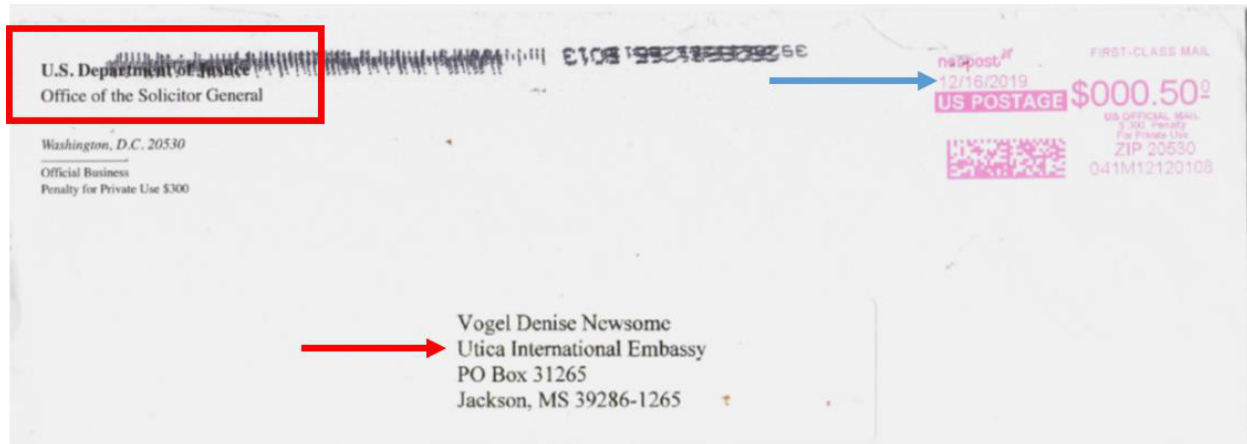 U.S. Department of Justice
Office of the Solicitor General
Washington, D.C. 20530
Official Business
Penalty for Private Use $300
neopost
12/16/2019
US POSTAGE
FIRST-CLASS MAIL
$000.50⁰
US OFFICIAL MAIL
$ 300 Penalty
For Private Use
ZIP 20530
041M12120108
Vogel Denise Newsome
Utica International Embassy
PO Box 31265
Jackson, MS 39286-1265